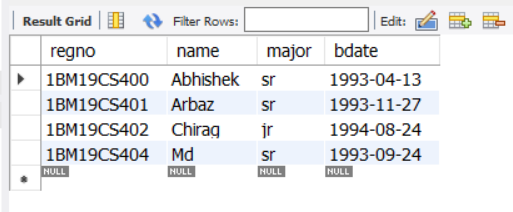 Result Grid Filter Rows: Edit:
regno name major bdate
1BM19CS400 Abhishek sr 1993-04-13
1BM19CS401 Arbaz sr 1993-11-27
1BM19CS402 Chirag jr 1994-08-24
1BM19CS404 Md sr 1993-09-24
NULL NULL NULL NULL